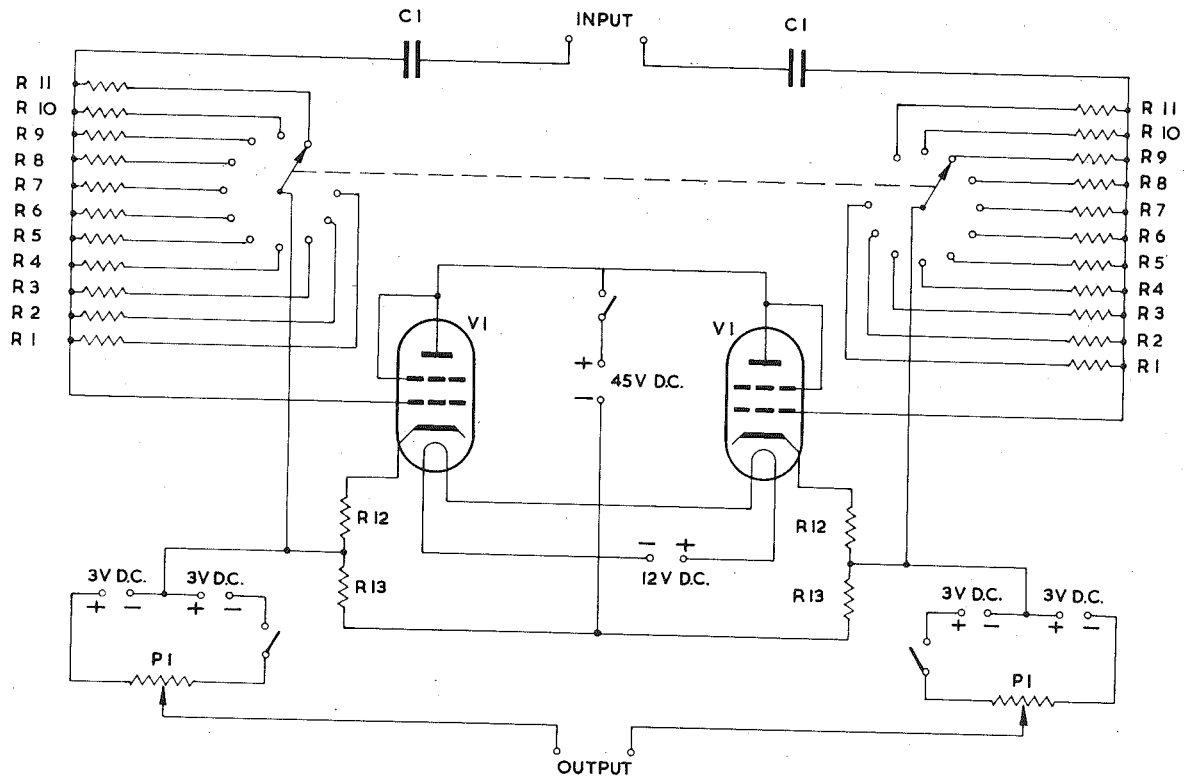 C1
INPUT
C1
R 11
R 10
R 9
R 8
R 7
R 6
R 5
R 4
R 3
R 2
R 1
R 11
R 10
R 9
R 8
R 7
R 6
R 5
R 4
R 3
R 2
R 1
V1
V1
+
45V D.C.
−
R 12
R 12
− +
12V D.C.
R 13
R 13
3V D.C. 3V D.C.
+ − + −
3V D.C. 3V D.C.
+ − + −
P1
P1
OUTPUT